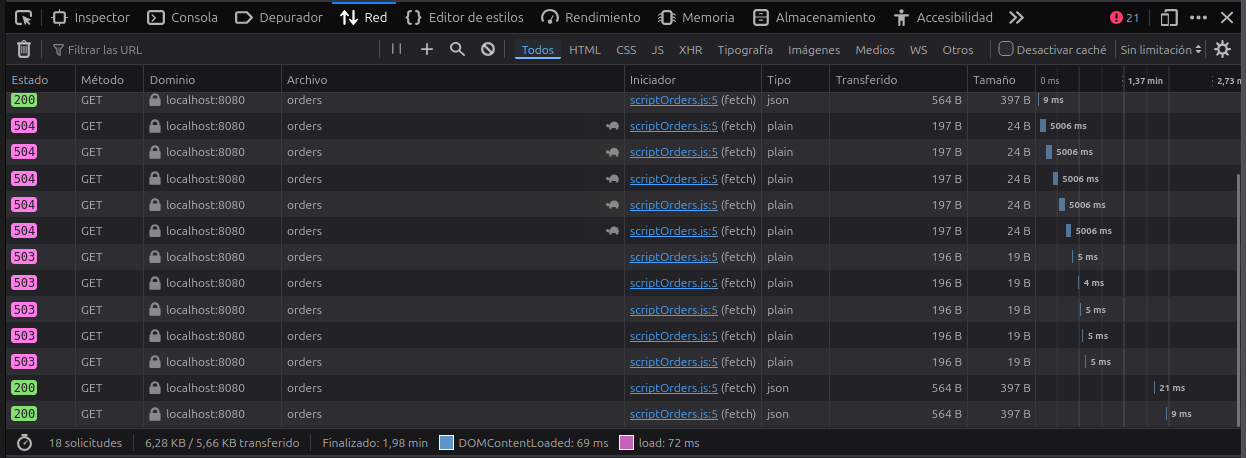 Inspector Consola Depurador Red Editor de estilos Rendimiento Memoria Almacenamiento Accesibilidad 21
Filtrar las URL Todos HTML CSS JS XHR Tipografía Imágenes Medios WS Otros Desactivar caché Sin limitación
Estado Método Dominio Archivo Iniciador Tipo Transferido Tamaño 0 ms 1,37 min 2,73 m
200 GET localhost:8080 orders scriptOrders.js:5 (fetch) json 564 B 397 B 9 ms
504 GET localhost:8080 orders scriptOrders.js:5 (fetch) plain 197 B 24 B 5006 ms
504 GET localhost:8080 orders scriptOrders.js:5 (fetch) plain 197 B 24 B 5006 ms
504 GET localhost:8080 orders scriptOrders.js:5 (fetch) plain 197 B 24 B 5006 ms
504 GET localhost:8080 orders scriptOrders.js:5 (fetch) plain 197 B 24 B 5006 ms
504 GET localhost:8080 orders scriptOrders.js:5 (fetch) plain 197 B 24 B 5006 ms
503 GET localhost:8080 orders scriptOrders.js:5 (fetch) plain 196 B 19 B 5 ms
503 GET localhost:8080 orders scriptOrders.js:5 (fetch) plain 196 B 19 B 4 ms
503 GET localhost:8080 orders scriptOrders.js:5 (fetch) plain 196 B 19 B 5 ms
503 GET localhost:8080 orders scriptOrders.js:5 (fetch) plain 196 B 19 B 5 ms
503 GET localhost:8080 orders scriptOrders.js:5 (fetch) plain 196 B 19 B 5 ms
200 GET localhost:8080 orders scriptOrders.js:5 (fetch) json 564 B 397 B 21 ms
200 GET localhost:8080 orders scriptOrders.js:5 (fetch) json 564 B 397 B 9 ms
18 solicitudes 6,28 KB / 5,66 KB transferido Finalizado: 1,98 min DOMContentLoaded: 69 ms load: 72 ms